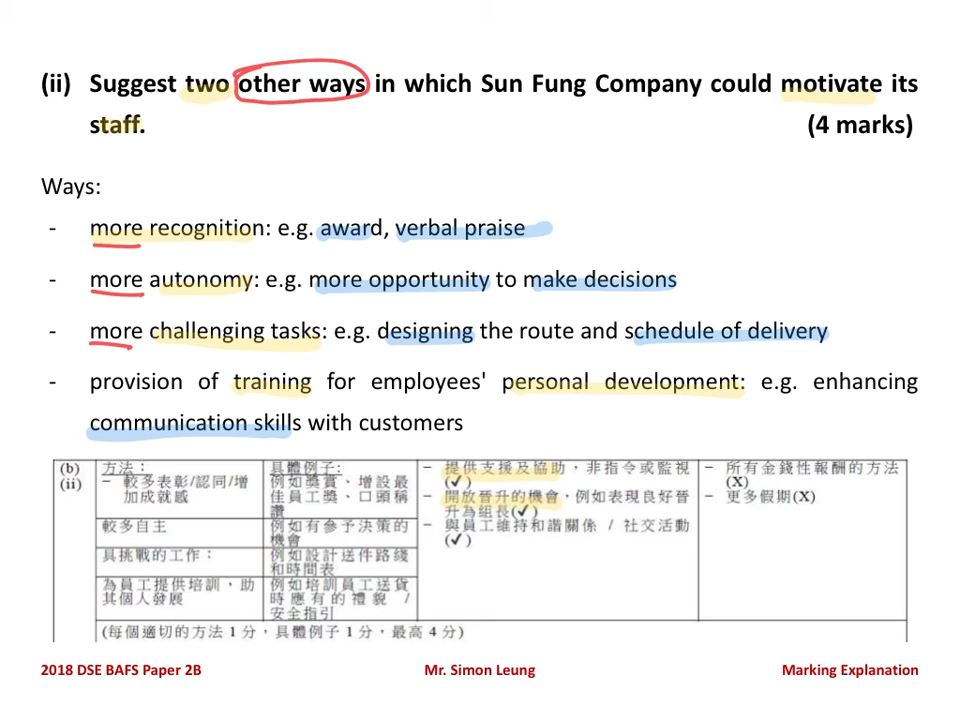 (ii) Suggest two other ways in which Sun Fung Company could motivate its
staff. (4 marks)
Ways:
- more recognition: e.g. award, verbal praise
- more autonomy: e.g. more opportunity to make decisions
- more challenging tasks: e.g. designing the route and schedule of delivery
- provision of training for employees' personal development: e.g. enhancing
communication skills with customers
(b)
(ii)
方法：
- 較多表彰/認同/增
加成就感
具體例子:
例如獎賞、增設最
佳員工獎、口頭稱
讚
較多自主
例如有參予決策的
機會
具挑戰的工作：
例如設計送件路綫
和時間表
為員工提供培訓，助
其個人發展
例如培訓員工送貨
時應有的禮貌 /
安全指引
- 提供支援及協助，非指令或監視
(✓)
- 開放晉升的機會，例如表現良好晉
升為組長(✓)
- 與員工維持和諧關係 / 社交活動
(✓)
- 所有金錢性報酬的方法
(X)
- 更多假期(X)
(每個適切的方法 1 分，具體例子 1 分，最高 4 分)
2018 DSE BAFS Paper 2B Mr. Simon Leung Marking Explanation